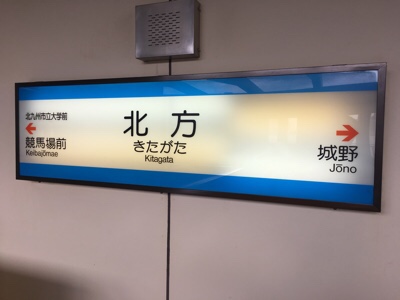 北九州市立大学前
競馬場前
Keibajōmae
北方
きたがた
Kitagata
城野
Jōno